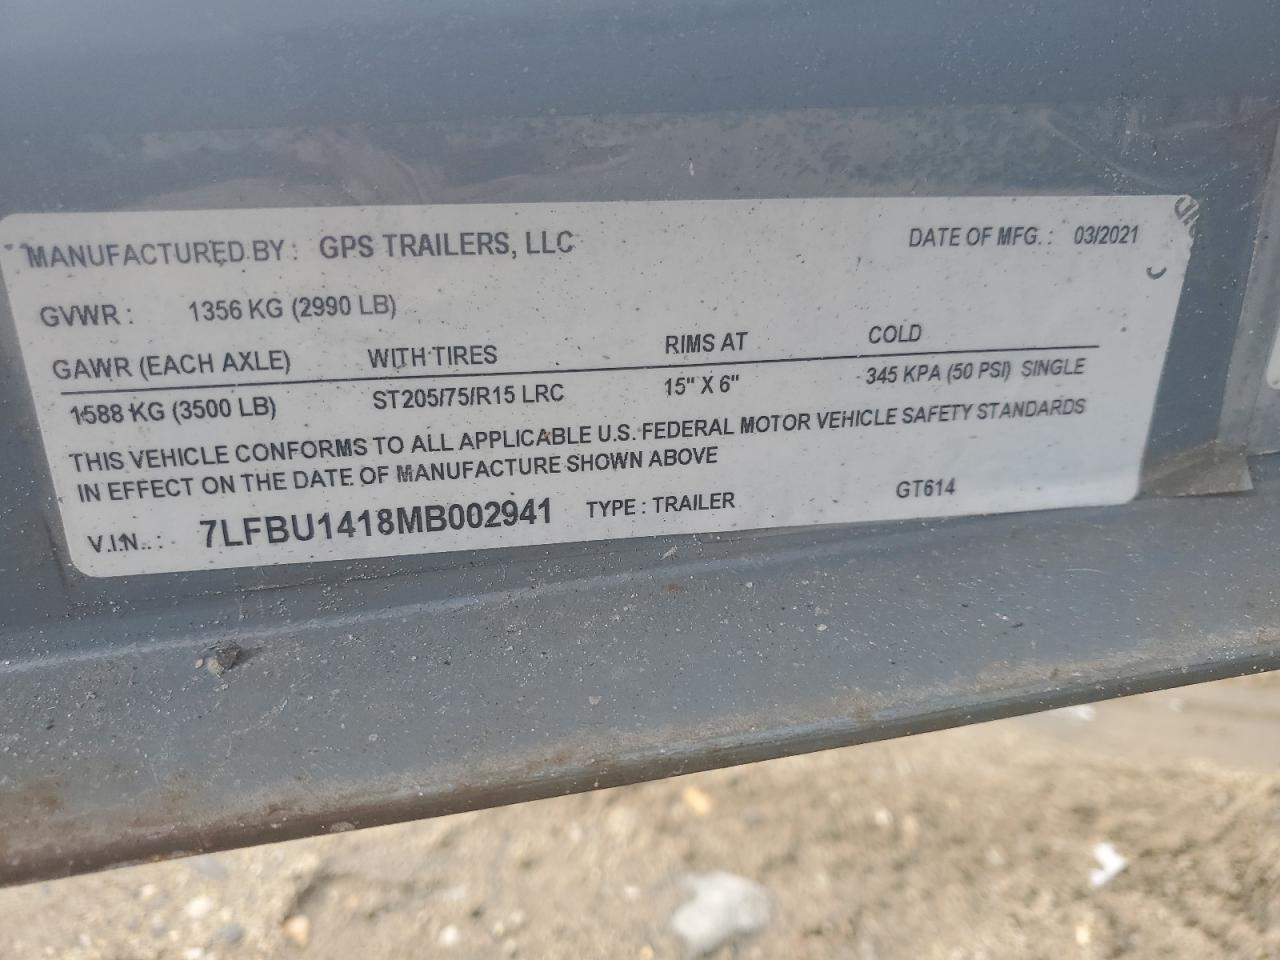 MANUFACTURED BY : GPS TRAILERS, LLC DATE OF MFG. : 03/2021
GVWR : 1356 KG (2990 LB)
GAWR (EACH AXLE) WITH TIRES RIMS AT COLD
1588 KG (3500 LB) ST205/75/R15 LRC 15" X 6" 345 KPA (50 PSI) SINGLE
THIS VEHICLE CONFORMS TO ALL APPLICABLE U.S. FEDERAL MOTOR VEHICLE SAFETY STANDARDS
IN EFFECT ON THE DATE OF MANUFACTURE SHOWN ABOVE
V.I.N.. : 7LFBU1418MB002941 TYPE : TRAILER GT614